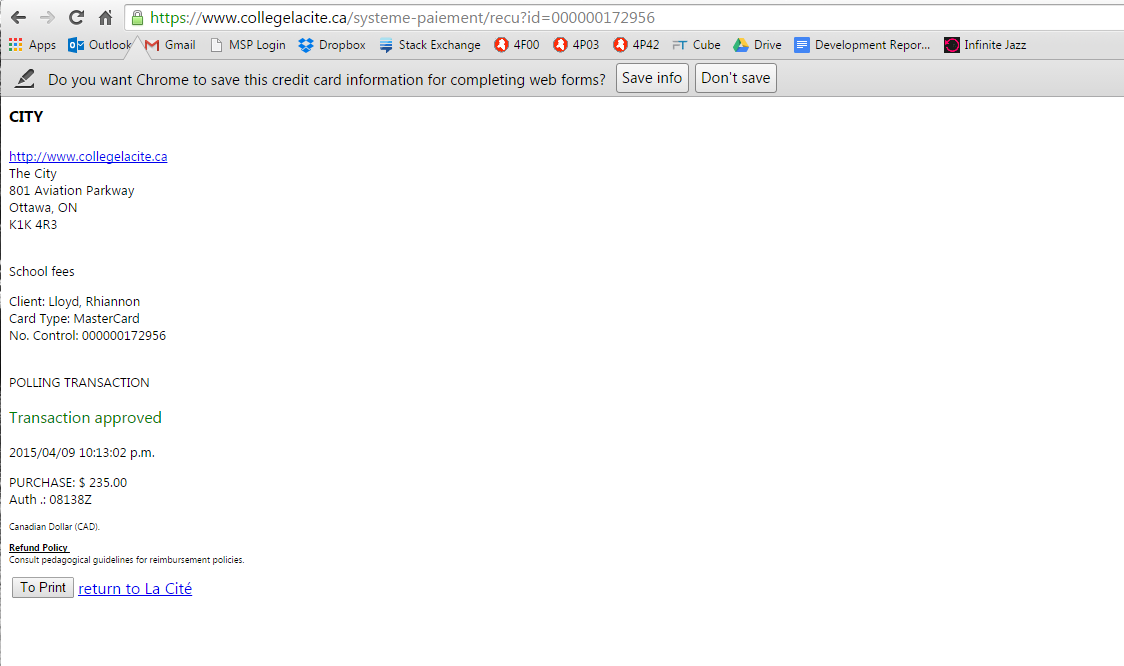 https://www.collegelacite.ca/systeme-paiement/recu?id=000000172956
Apps Outlook Gmail MSP Login Dropbox Stack Exchange 4F00 4P03 4P42 FT Cube Drive Development Repor... Infinite Jazz
Do you want Chrome to save this credit card information for completing web forms? Save info Don't save
CITY
http://www.collegelacite.ca
The City
801 Aviation Parkway
Ottawa, ON
K1K 4R3
School fees
Client: Lloyd, Rhiannon
Card Type: MasterCard
No. Control: 000000172956
POLLING TRANSACTION
Transaction approved
2015/04/09 10:13:02 p.m.
PURCHASE: $ 235.00
Auth .: 08138Z
Canadian Dollar (CAD).
Refund Policy
Consult pedagogical guidelines for reimbursement policies.
To Print return to La Cité